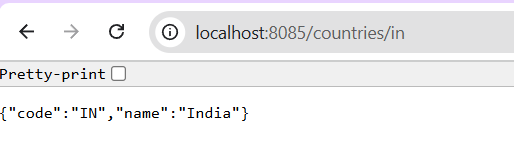 localhost:8085/countries/in
Pretty-print
{"code":"IN","name":"India"}